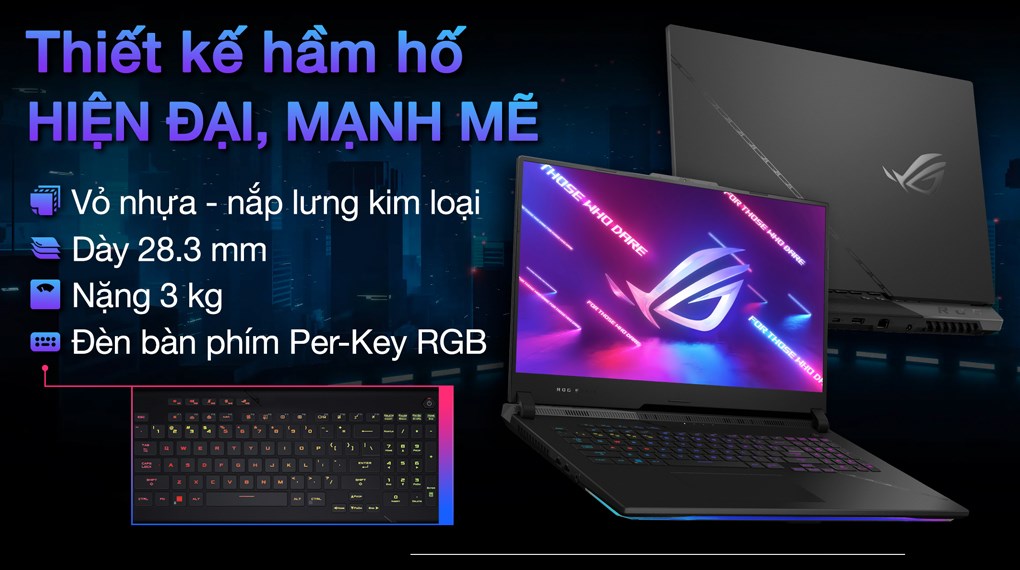 Thiết kế hầm hố
HIỆN ĐẠI, MẠNH MẼ
Vỏ nhựa - nắp lưng kim loại
Dày 28.3 mm
Nặng 3 kg
Đèn bàn phím Per-Key RGB
THOSE WHO DARE
FOR THOSE WHO DARE
FOR THOSE WHO DARE
FOR THOSE WHO D
ROG